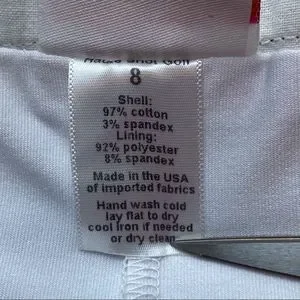 Golf
8
Shell:
97% cotton
3% spandex
Lining:
92% polyester
8% spandex
Made in the USA
of imported fabrics
Hand wash cold
lay flat to dry
cool iron if needed
or dry clean